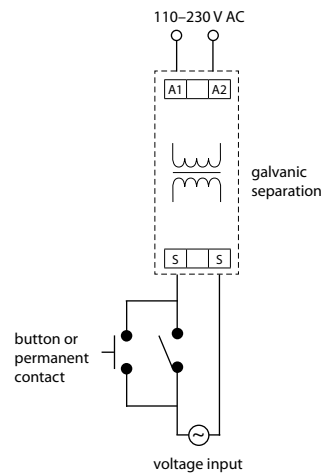 110–230 V AC
A1 A2
galvanic
separation
S S
button or
permanent
contact
~
voltage input